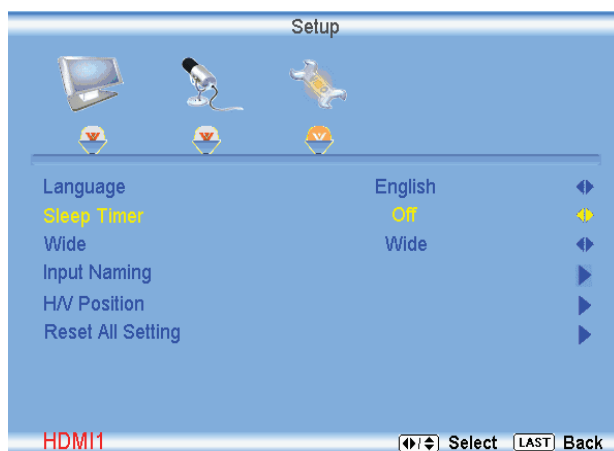 Setup
Language English
Sleep Timer Off
Wide Wide
Input Naming
H/V Position
Reset All Setting
HDMI1 Select LAST Back